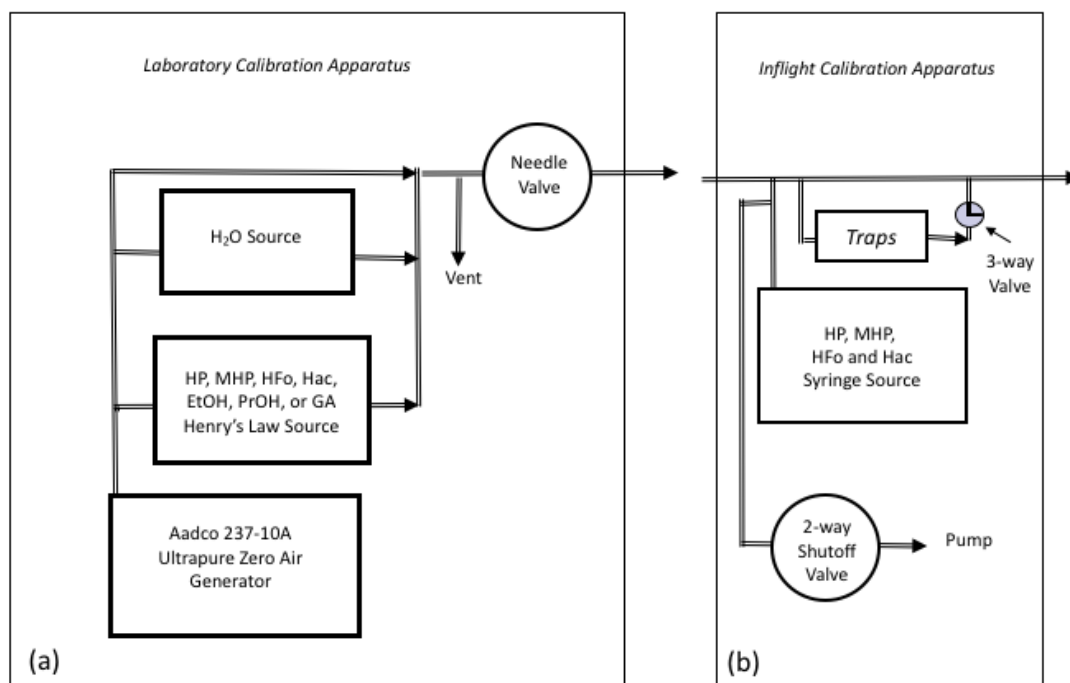 Laboratory Calibration Apparatus
Needle
Valve
H₂O Source
Vent
HP, MHP, HFo, Hac,
EtOH, PrOH, or GA
Henry's Law Source
Aadco 237-10A
Ultrapure Zero Air
Generator
(a)
Inflight Calibration Apparatus
Traps
3-way
Valve
HP, MHP,
HFo and Hac
Syringe Source
2-way
Shutoff
Valve
Pump
(b)